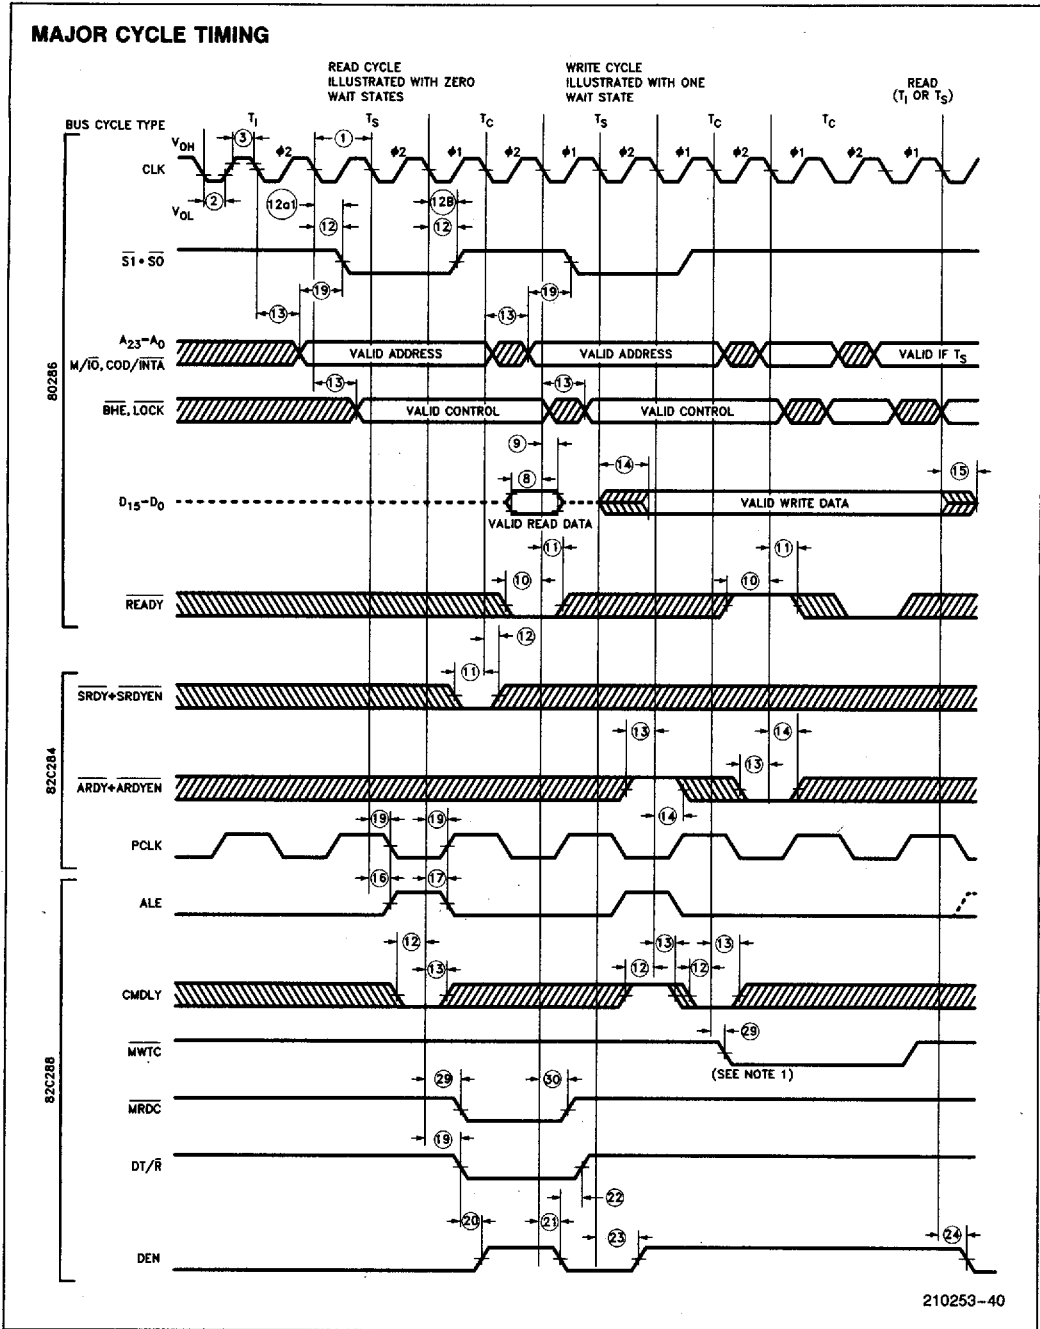 MAJOR CYCLE TIMING
READ CYCLE
ILLUSTRATED WITH ZERO
WAIT STATES
WRITE CYCLE
ILLUSTRATED WITH ONE
WAIT STATE
READ
(TI OR TS)
BUS CYCLE TYPE
TI TS TC TS TC TC
VOH
CLK
3 ϕ2 1 ϕ2 ϕ1 ϕ2 ϕ1 ϕ2 ϕ1 ϕ2 ϕ1 ϕ2 ϕ1
2
VOL
12a1 12B
12 12
S1•S0
19 19
13 13
A23–A0
M/IO, COD/INTA
VALID ADDRESS VALID ADDRESS VALID IF TS
80286
13 13
BHE, LOCK
VALID CONTROL VALID CONTROL
9
8 14 15
D15–D0
VALID WRITE DATA
VALID READ DATA
11 11
10 10
READY
12
11
SRDY+SRDYEN
82C284
13 14
13
ARDY+ARDYEN
14
19 19
PCLK
16 17
ALE
12 13 13
13 12 12
CMDLY
29
MWTC
(SEE NOTE 1)
82C288
29 30
MRDC
19
DT/R
22
20 21 23 24
DEN
210253–40